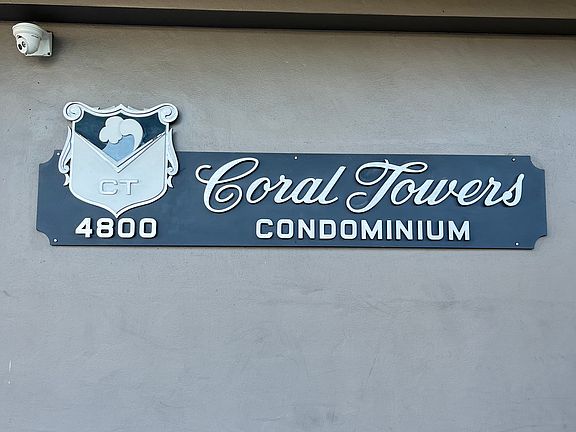 CT
4800
Coral Towers
CONDOMINIUM